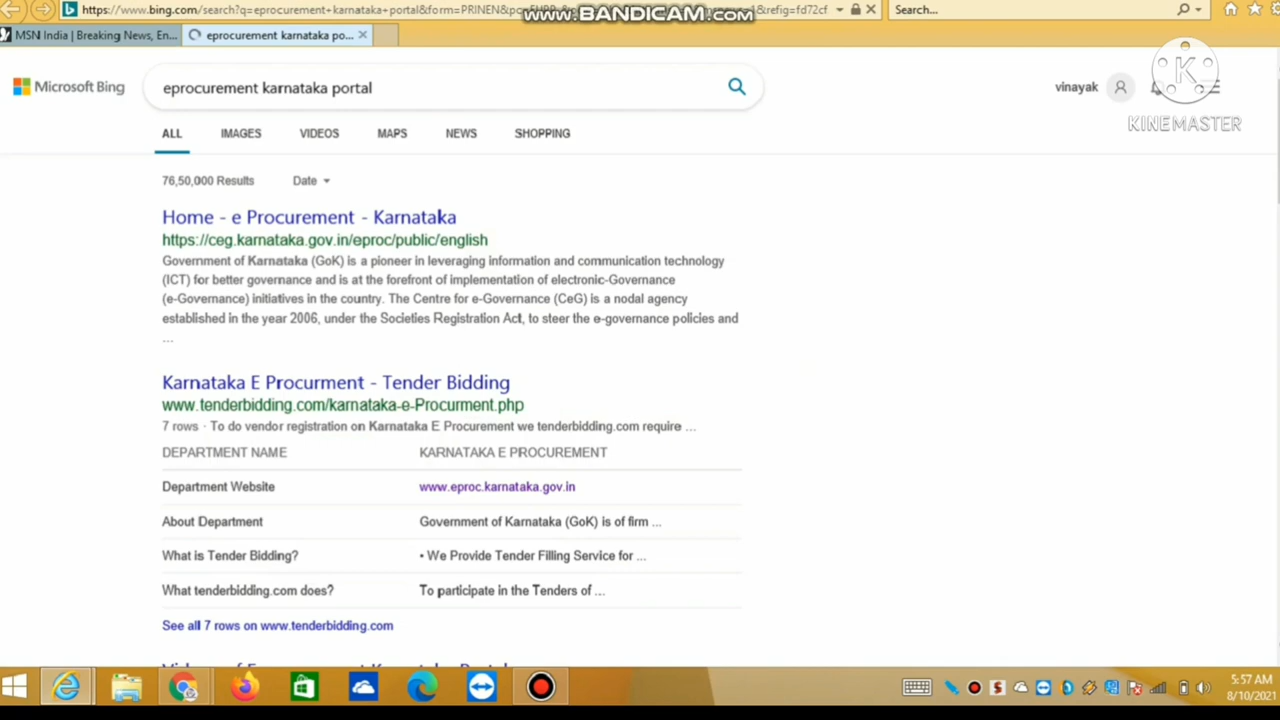 https://www.bing.com/search?q=eprocurement+karnataka+portal&form=PRINEN&
&refig=fd72cf
Search...
www.BANDICAM.com
MSN India | Breaking News, En...
eprocurement karnataka po...
Microsoft Bing
eprocurement karnataka portal
vinayak
K
KINEMASTER
ALL IMAGES VIDEOS MAPS NEWS SHOPPING
76,50,000 Results Date
Home - e Procurement - Karnataka
https://ceg.karnataka.gov.in/eproc/public/english
Government of Karnataka (GoK) is a pioneer in leveraging information and communication technology
(ICT) for better governance and is at the forefront of implementation of electronic-Governance
(e-Governance) initiatives in the country. The Centre for e-Governance (CeG) is a nodal agency
established in the year 2006, under the Societies Registration Act, to steer the e-governance policies and
...
Karnataka E Procurment - Tender Bidding
www.tenderbidding.com/karnataka-e-Procurment.php
7 rows · To do vendor registration on Karnataka E Procurement we tenderbidding.com require ...
DEPARTMENT NAME KARNATAKA E PROCUREMENT
Department Website www.eproc.karnataka.gov.in
About Department Government of Karnataka (GoK) is of firm ...
What is Tender Bidding? • We Provide Tender Filling Service for ...
What tenderbidding.com does? To participate in the Tenders of ...
See all 7 rows on www.tenderbidding.com
5:57 AM
8/10/2021